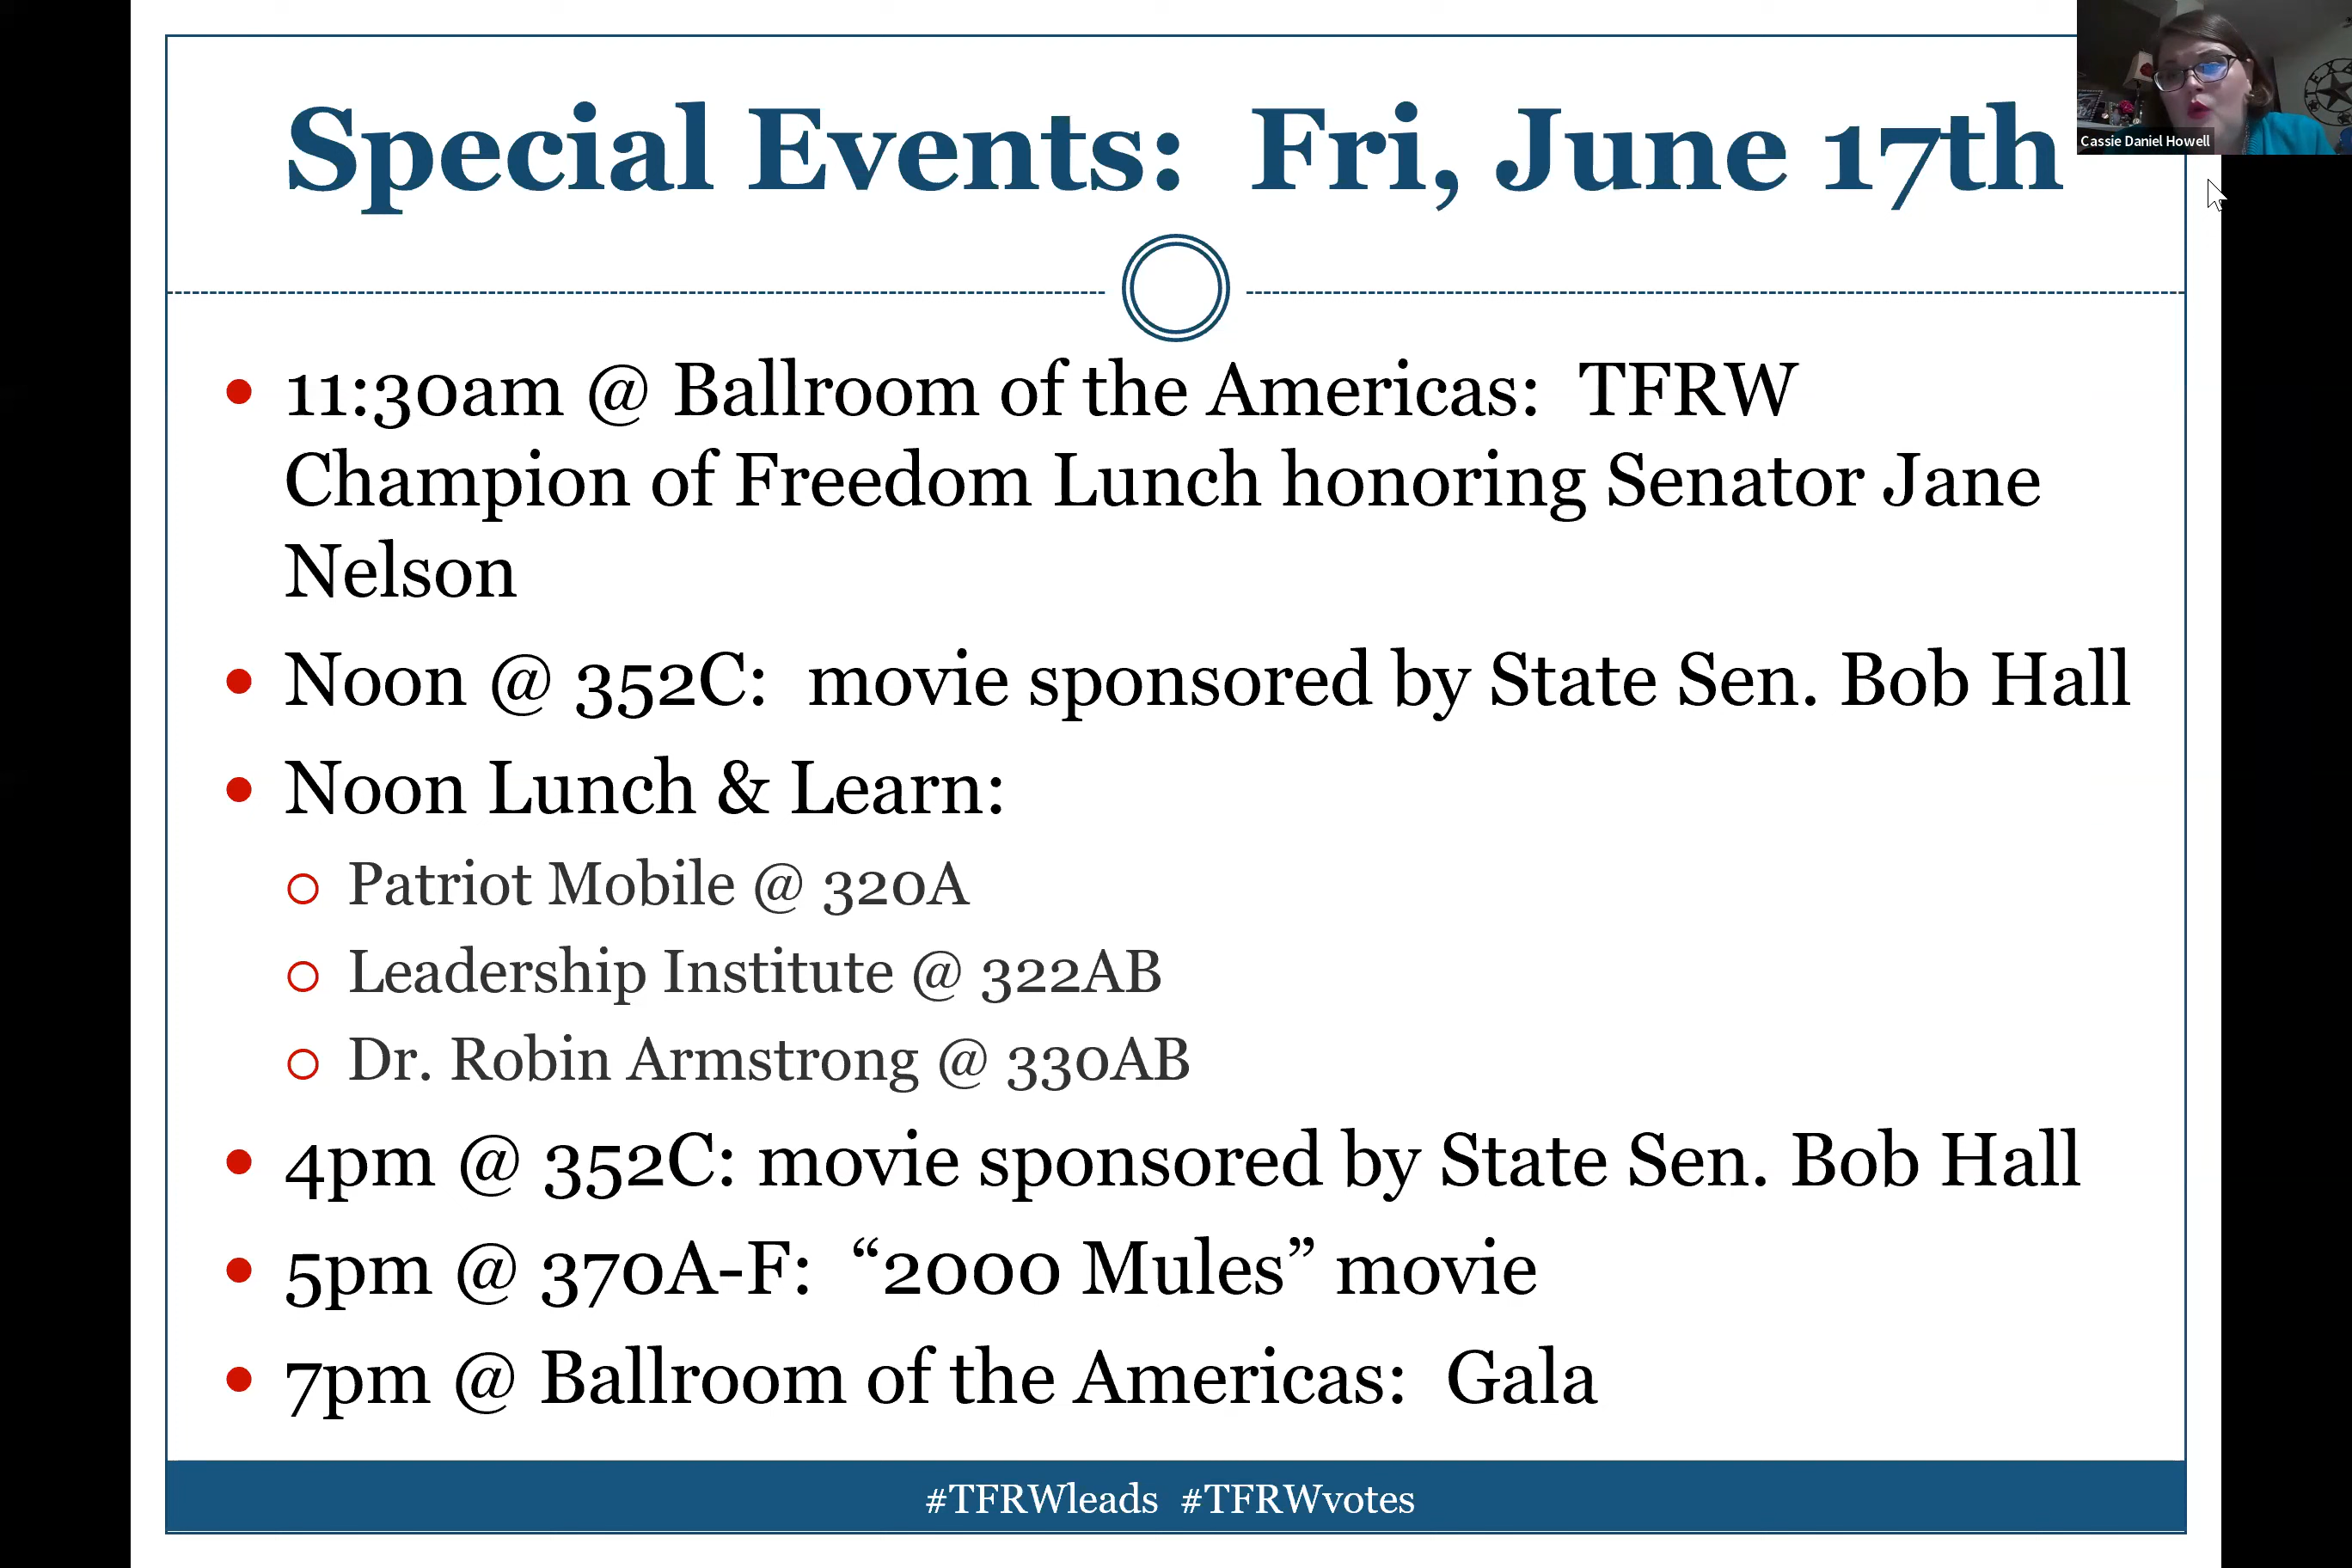 Special Events:  Fri, June 17th
Cassie Daniel Howell
11:30am @ Ballroom of the Americas:  TFRW
Champion of Freedom Lunch honoring Senator Jane
Nelson
Noon @ 352C:  movie sponsored by State Sen. Bob Hall
Noon Lunch & Learn:
Patriot Mobile @ 320A
Leadership Institute @ 322AB
Dr. Robin Armstrong @ 330AB
4pm @ 352C: movie sponsored by State Sen. Bob Hall
5pm @ 370A-F:  “2000 Mules” movie
7pm @ Ballroom of the Americas:  Gala
#TFRWleads  #TFRWvotes